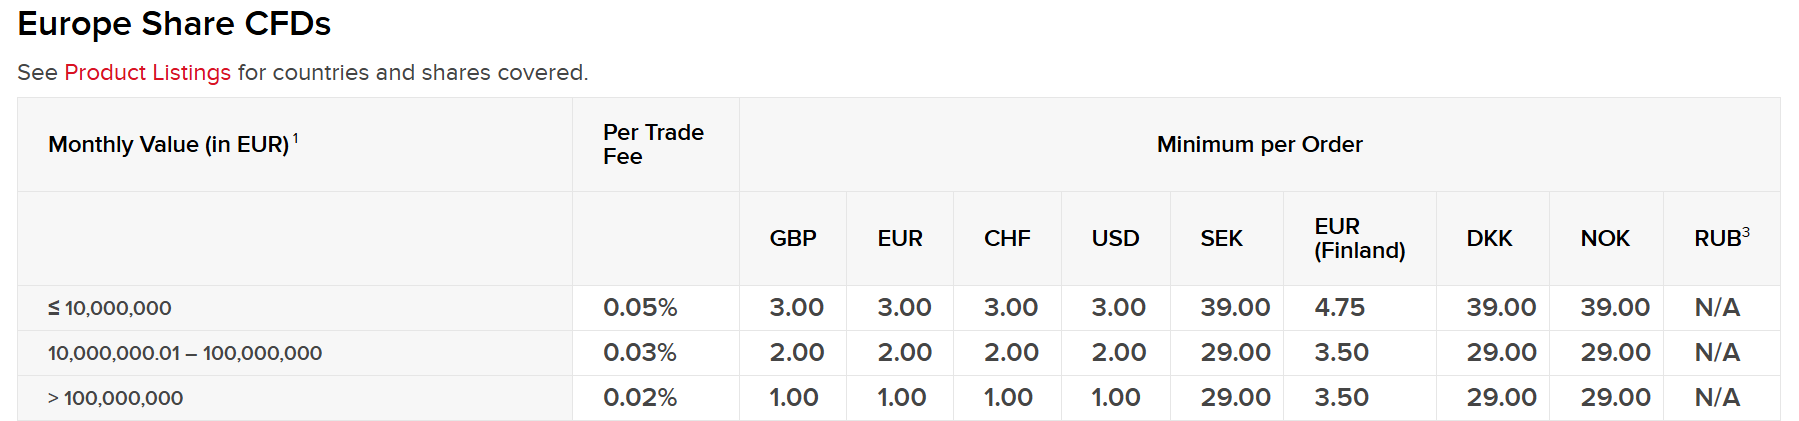 Europe Share CFDs
See Product Listings for countries and shares covered.
Monthly Value (in EUR) 1 Per Trade Fee Minimum per Order
GBP EUR CHF USD SEK EUR (Finland) DKK NOK RUB3
≤ 10,000,000 0.05% 3.00 3.00 3.00 3.00 39.00 4.75 39.00 39.00 N/A
10,000,000.01 – 100,000,000 0.03% 2.00 2.00 2.00 2.00 29.00 3.50 29.00 29.00 N/A
> 100,000,000 0.02% 1.00 1.00 1.00 1.00 29.00 3.50 29.00 29.00 N/A